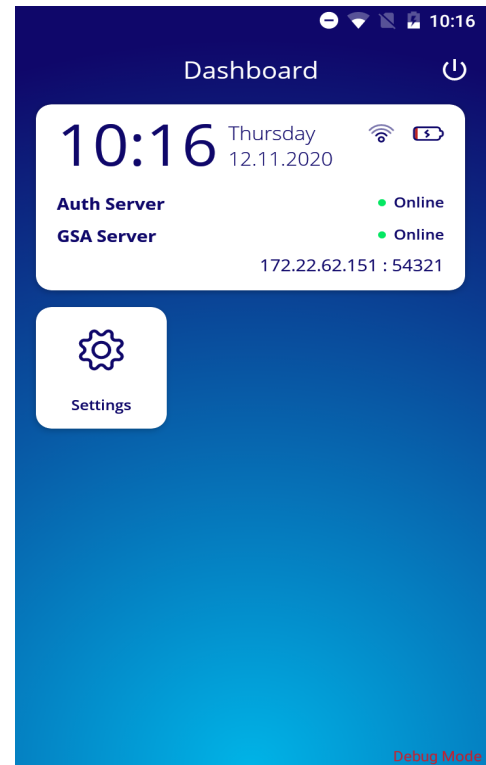 10:16
Dashboard
10:16
Thursday
12.11.2020
Auth Server
Online
GSA Server
Online
172.22.62.151 : 54321
Settings
Debug Mode